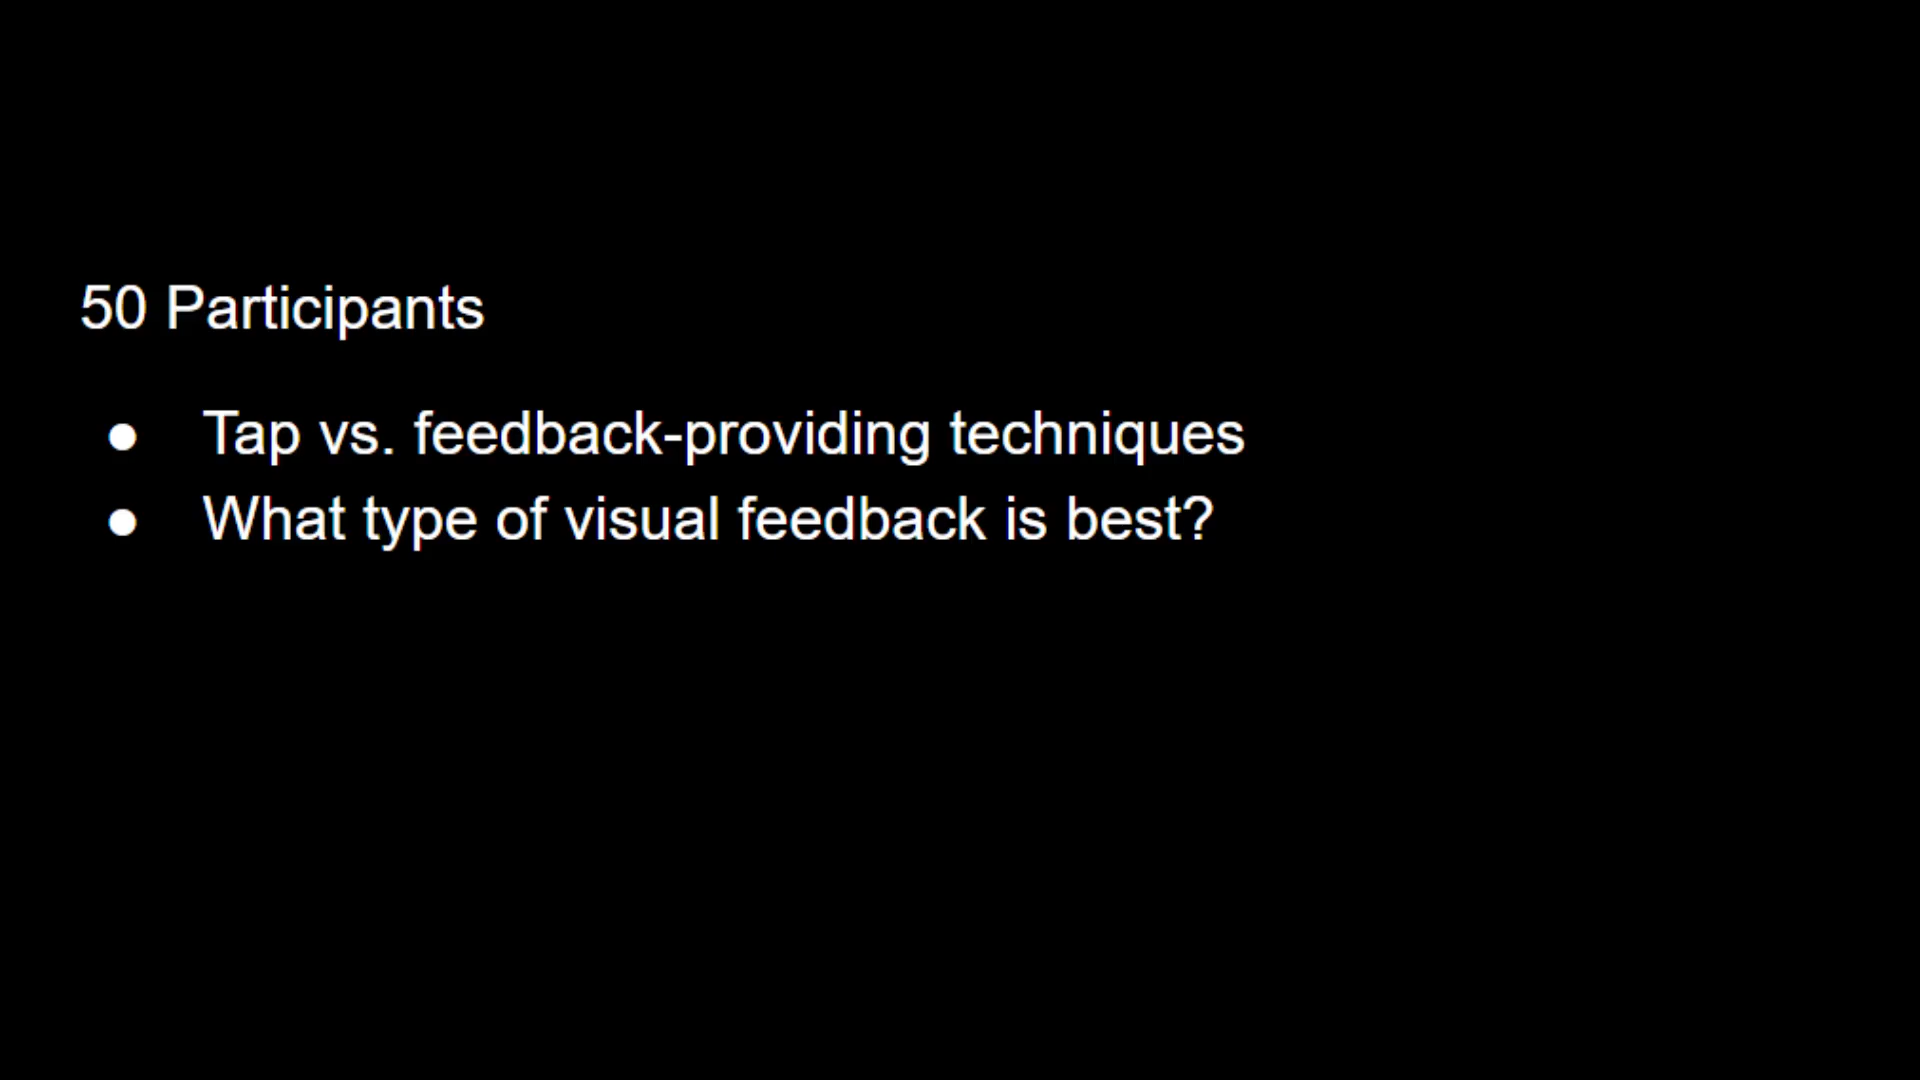 50 Participants
● Tap vs. feedback-providing techniques
● What type of visual feedback is best?